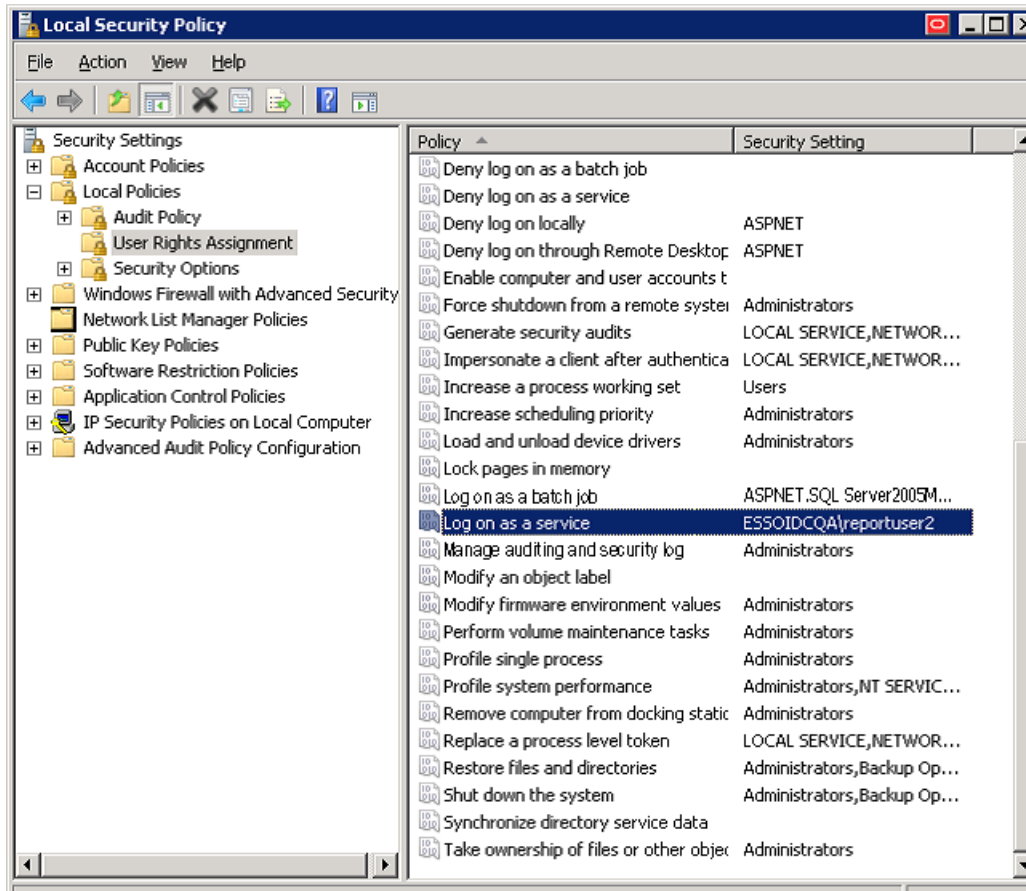 Local Security Policy
File Action View Help
Security Settings
Account Policies
Local Policies
Audit Policy
User Rights Assignment
Security Options
Windows Firewall with Advanced Security
Network List Manager Policies
Public Key Policies
Software Restriction Policies
Application Control Policies
IP Security Policies on Local Computer
Advanced Audit Policy Configuration
Policy Security Setting
Deny log on as a batch job
Deny log on as a service
Deny log on locally ASPNET
Deny log on through Remote Desktop ASPNET
Enable computer and user accounts t
Force shutdown from a remote syster Administrators
Generate security audits LOCAL SERVICE,NETWOR...
Impersonate a client after authentica LOCAL SERVICE,NETWOR...
Increase a process working set Users
Increase scheduling priority Administrators
Load and unload device drivers Administrators
Lock pages in memory
Log on as a batch job ASPNET.SQL Server2005M...
Log on as a service ESSOIDCQA\reportuser2
Manage auditing and security log Administrators
Modify an object label
Modify firmware environment values Administrators
Perform volume maintenance tasks Administrators
Profile single process Administrators
Profile system performance Administrators,NT SERVIC...
Remove computer from docking static Administrators
Replace a process level token LOCAL SERVICE,NETWOR...
Restore files and directories Administrators,Backup Op...
Shut down the system Administrators,Backup Op...
Synchronize directory service data
Take ownership of files or other objec Administrators